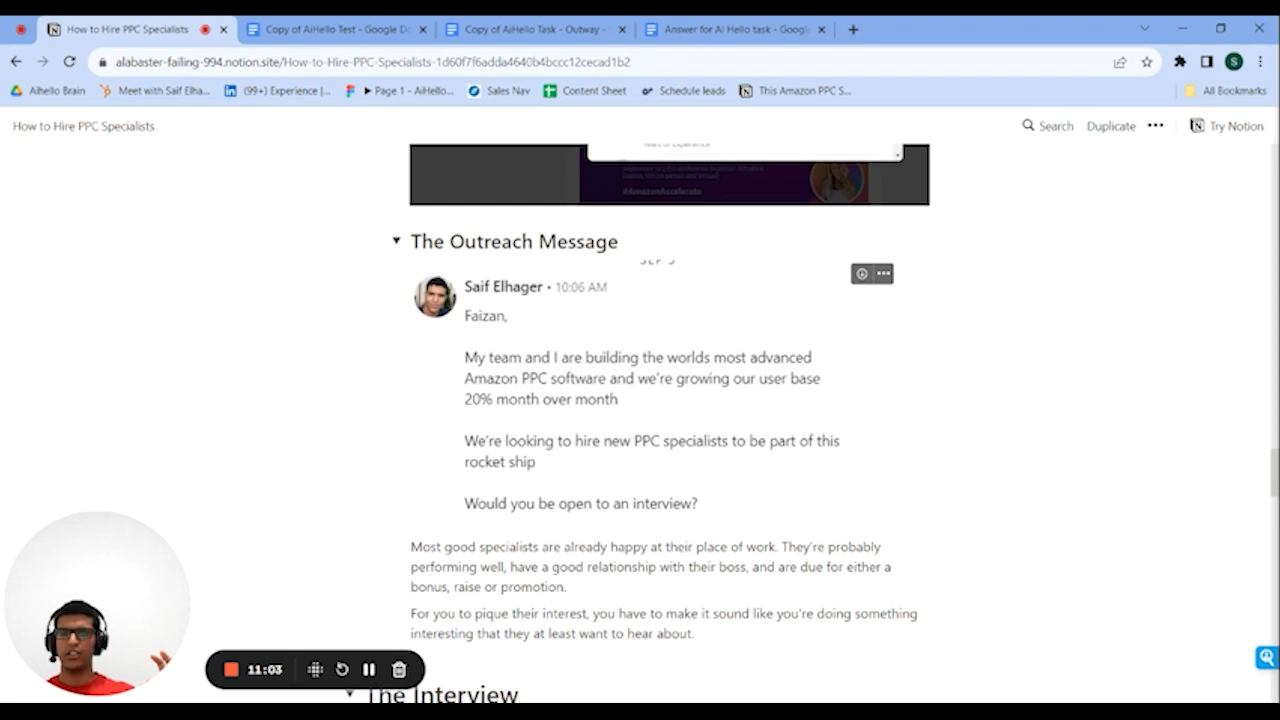 How to Hire PPC Specialists
Copy of AiHello Test - Google Do
Copy of AiHello Task - Outway -
Answer for AI Hello task - Google
alabaster-failing-994.notion.site/How-to-Hire-PPC-Specialists-1d60f7f6adda4640b4bccc12cecad1b2
S
Aihello Brain
Meet with Saif Elha...
(99+) Experience |...
► Page 1 - AiHello...
Sales Nav
Content Sheet
Schedule leads
This Amazon PPC S...
All Bookmarks
How to Hire PPC Specialists
Search
Duplicate
Try Notion
#AmazonAccelerate
The Outreach Message
Saif Elhager • 10:06 AM
Faizan,
My team and I are building the worlds most advanced
Amazon PPC software and we're growing our user base
20% month over month
We're looking to hire new PPC specialists to be part of this
rocket ship
Would you be open to an interview?
Most good specialists are already happy at their place of work. They're probably
performing well, have a good relationship with their boss, and are due for either a
bonus, raise or promotion.
For you to pique their interest, you have to make it sound like you're doing something
interesting that they at least want to hear about.
11:03
The Interview